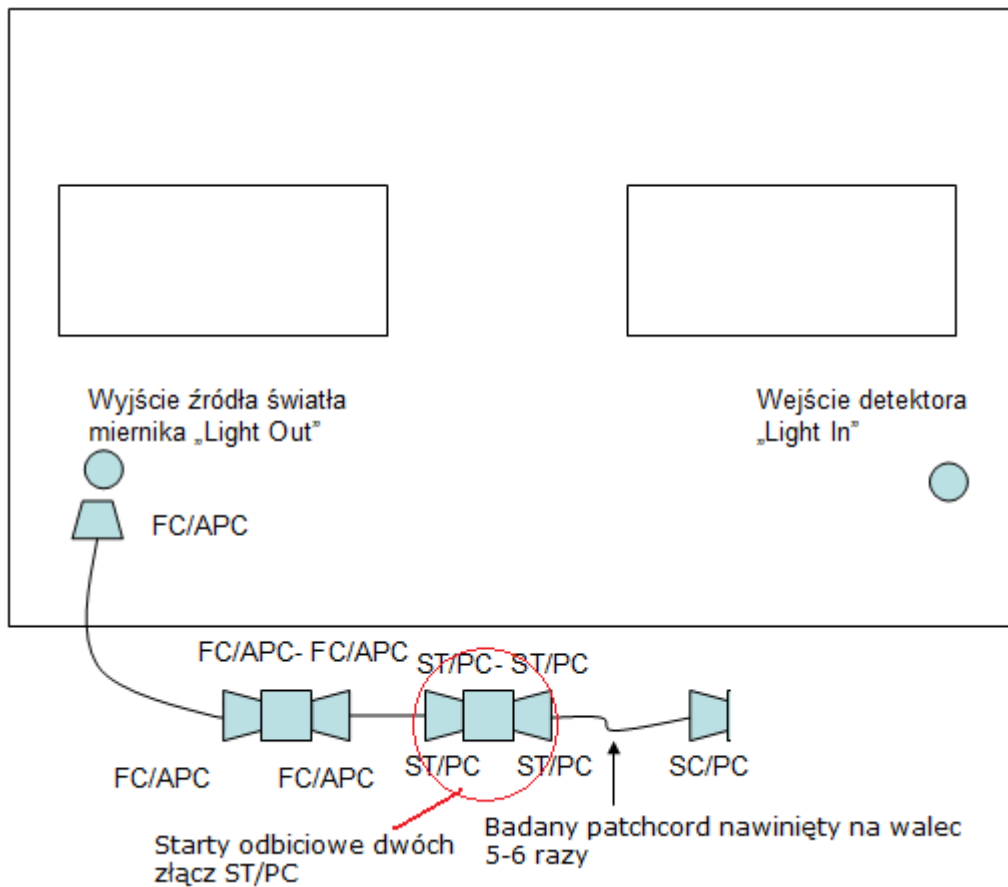 Wyjście źródła światła
miernika „Light Out”
Wejście detektora
„Light In”
FC/APC
FC/APC- FC/APC
ST/PC- ST/PC
FC/APC
FC/APC
ST/PC
ST/PC
SC/PC
Starty odbiciowe dwóch
złącz ST/PC
Badany patchcord nawinięty na walec
5-6 razy